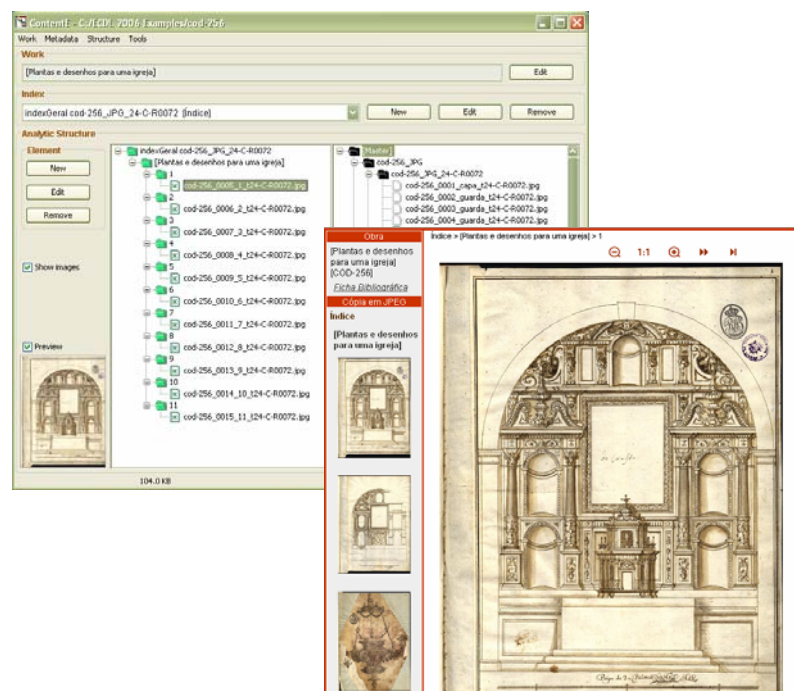 ContentE - C:/ECDL 2006 Examples/cod-256
Work Metadata Structure Tools
Work
[Plantas e desenhos para uma igreja]
Edit
Index
indexGeral cod-256_JPG_24-C-R0072 [Índice]
New
Edit
Remove
Analytic Structure
Element
New
Edit
Remove
Show images
Preview
indexGeral cod-256_JPG_24-C-R0072
[Plantas e desenhos para uma igreja]
1
cod-256_0005_1_t24-C-R0072.jpg
2
cod-256_0006_2_t24-C-R0072.jpg
3
cod-256_0007_3_t24-C-R0072.jpg
4
cod-256_0008_4_t24-C-R0072.jpg
5
cod-256_0009_5_t24-C-R0072.jpg
6
cod-256_0010_6_t24-C-R0072.jpg
7
cod-256_0011_7_t24-C-R0072.jpg
8
cod-256_0012_8_t24-C-R0072.jpg
9
cod-256_0013_9_t24-C-R0072.jpg
10
cod-256_0014_10_t24-C-R0072.jpg
11
cod-256_0015_11_t24-C-R0072.jpg
[Master]
cod-256_JPG
cod-256_JPG_24-C-R0072
cod-256_0001_capa_t24-C-R0072.jpg
cod-256_0002_guarda_t24-C-R0072.jpg
cod-256_0003_guarda_t24-C-R0072.jpg
cod-256_0004_guarda_t24-C-R0072.jpg
104.0 KB
Obra
[Plantas e desenhos
para uma igreja]
[COD-256]
Ficha Bibliográfica
Cópia em JPEG
Índice
[Plantas e desenhos
para uma igreja]
Índice » [Plantas e desenhos para uma igreja] > 1
1:1